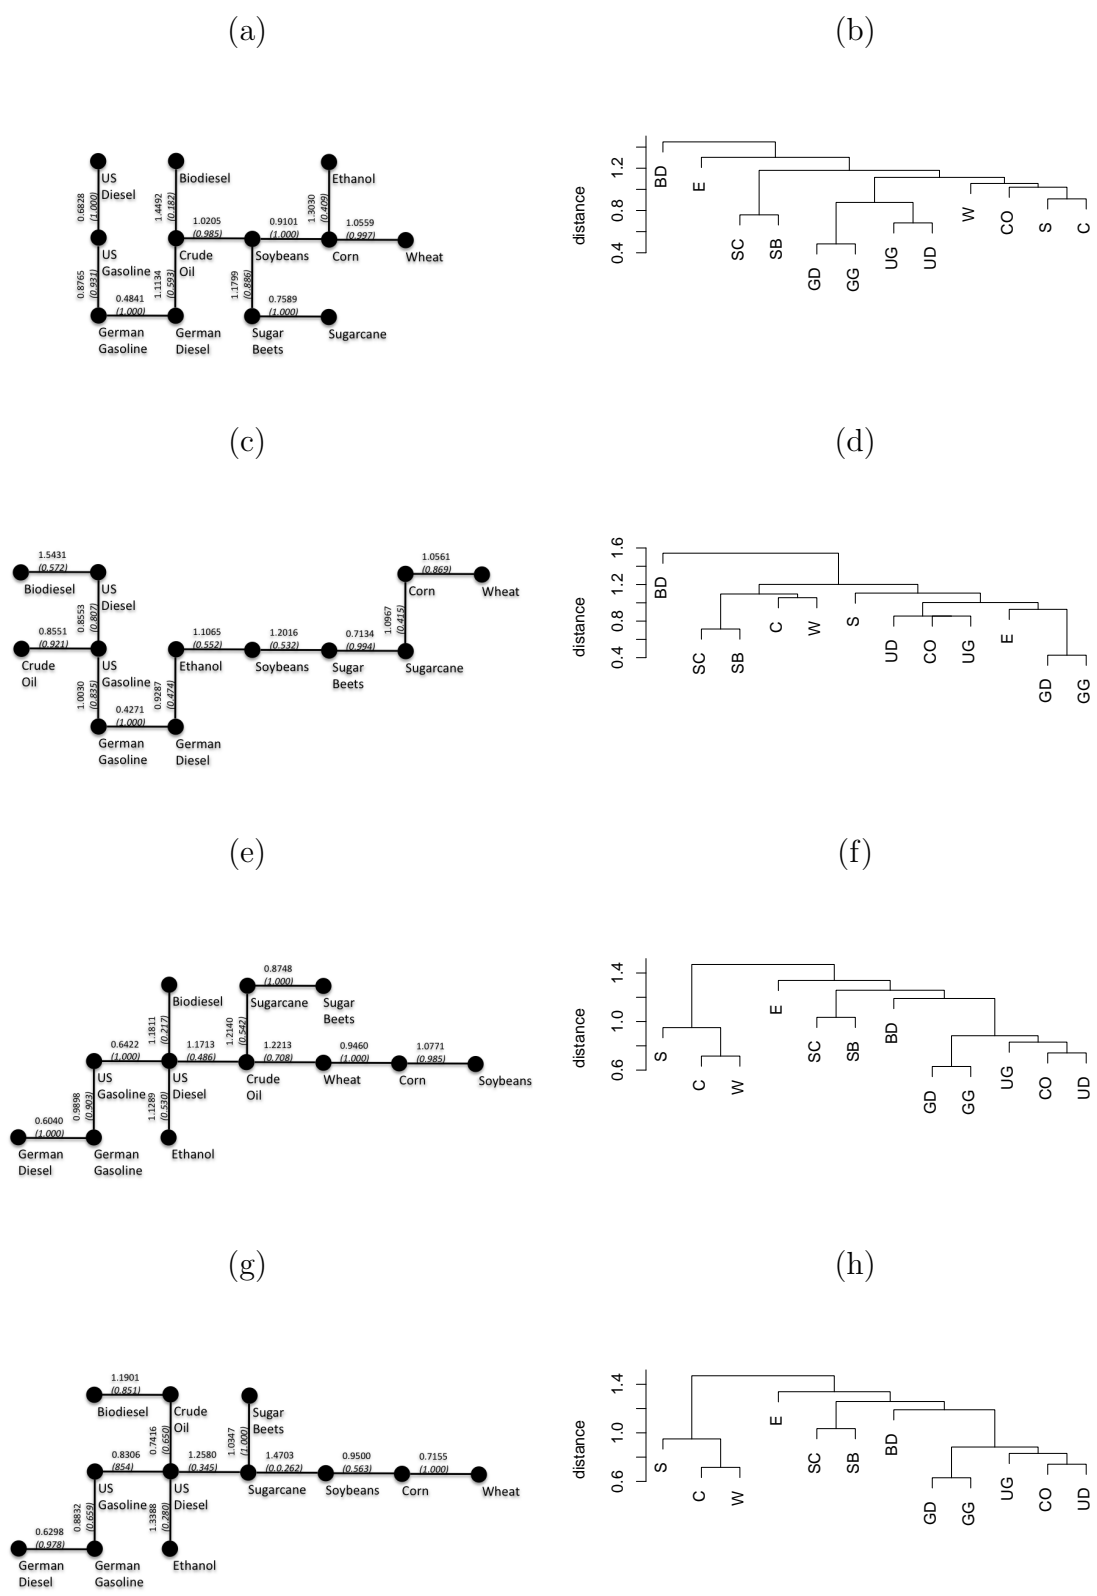 (a)
(b)
US
Diesel
Biodiesel
Ethanol
0.6828
(1.000)
1.4492
(0.182)
1.3030
(0.409)
1.0205
(0.985)
0.9101
(1.000)
1.0559
(0.997)
US
Gasoline
Crude
Oil
Soybeans
Corn
Wheat
0.8765
(0.931)
1.1134
(0.593)
1.1799
(0.886)
0.4841
(1.000)
0.7589
(1.000)
German
Gasoline
German
Diesel
Sugar
Beets
Sugarcane
distance
0.4
0.8
1.2
BD
E
SC
SB
GD
GG
UG
UD
W
CO
S
C
(c)
(d)
1.5431
(0.572)
1.0561
(0.869)
Biodiesel
US
Diesel
Corn
Wheat
0.8553
(0.807)
1.0967
(0.415)
0.8551
(0.921)
1.1065
(0.552)
1.2016
(0.532)
0.7134
(0.994)
Crude
Oil
US
Gasoline
Ethanol
Soybeans
Sugar
Beets
Sugarcane
1.0030
(0.835)
0.9287
(0.474)
0.4271
(1.000)
German
Gasoline
German
Diesel
distance
0.4
0.8
1.2
1.6
BD
SC
SB
C
W
S
UD
CO
UG
E
GD
GG
(e)
(f)
0.8748
(1.000)
Biodiesel
Sugarcane
Sugar
Beets
1.1811
(0.217)
1.2140
(0.542)
0.6422
(1.000)
1.1713
(0.486)
1.2213
(0.708)
0.9460
(1.000)
1.0771
(0.985)
US
Gasoline
US
Diesel
Crude
Oil
Wheat
Corn
Soybeans
0.9898
(0.903)
1.1289
(0.530)
0.6040
(1.000)
German
Diesel
German
Gasoline
Ethanol
distance
0.6
1.0
1.4
S
C
W
E
SC
SB
BD
GD
GG
UG
CO
UD
(g)
(h)
1.1901
(0.851)
Biodiesel
Crude
Oil
Sugar
Beets
0.7416
(0.650)
1.0347
(1.000)
0.8306
(854)
1.2580
(0.345)
1.4703
(0.0.262)
0.9500
(0.563)
0.7155
(1.000)
US
Gasoline
US
Diesel
Sugarcane
Soybeans
Corn
Wheat
0.8832
(0.659)
1.3388
(0.280)
0.6298
(0.978)
German
Diesel
German
Gasoline
Ethanol
distance
0.6
1.0
1.4
S
C
W
E
SC
SB
BD
GD
GG
UG
CO
UD